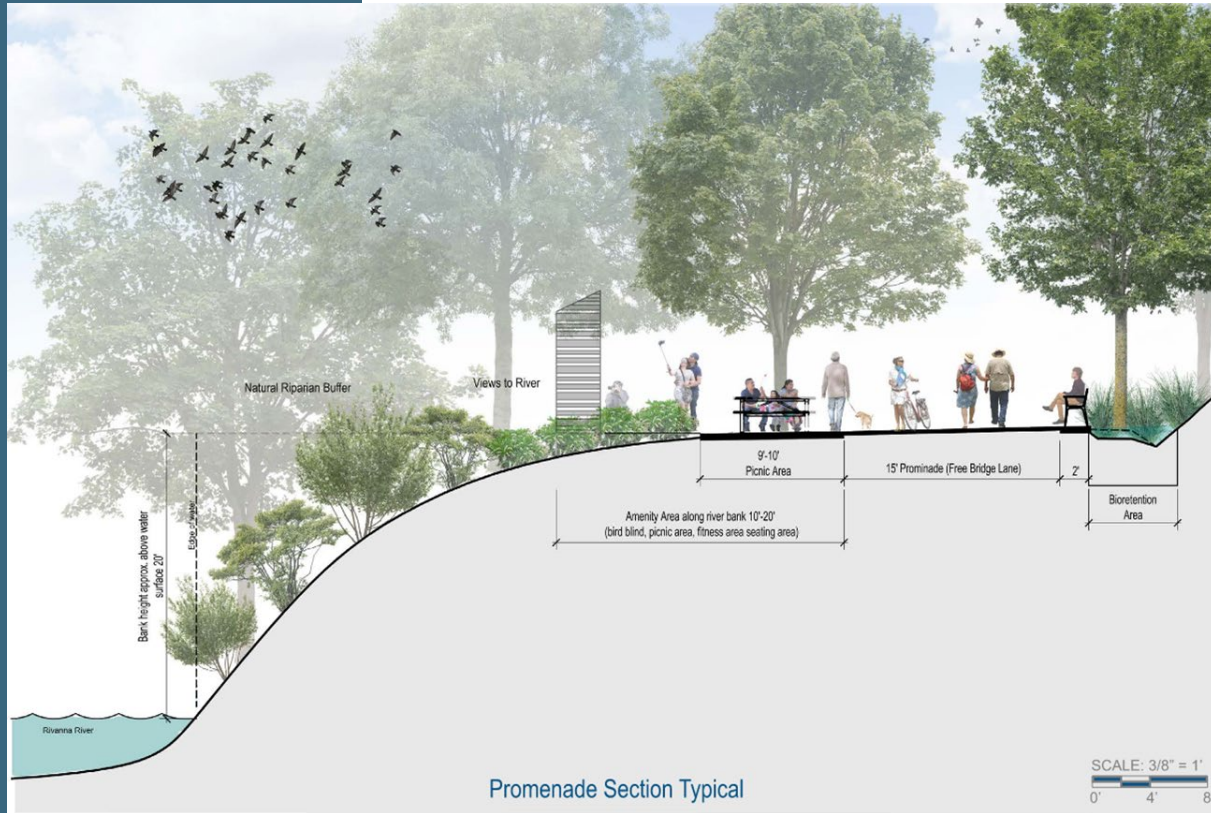 Natural Riparian Buffer
Views to River
Edge of water
Bank height approx. above water
surface 20'
9'-10'
Picnic Area
15' Prominade (Free Bridge Lane)
2'
Bioretention
Area
Amenity Area along river bank 10'-20'
(bird blind, picnic area, fitness area seating area)
Rivanna River
Promenade Section Typical
SCALE: 3/8" = 1'
0' 4' 8